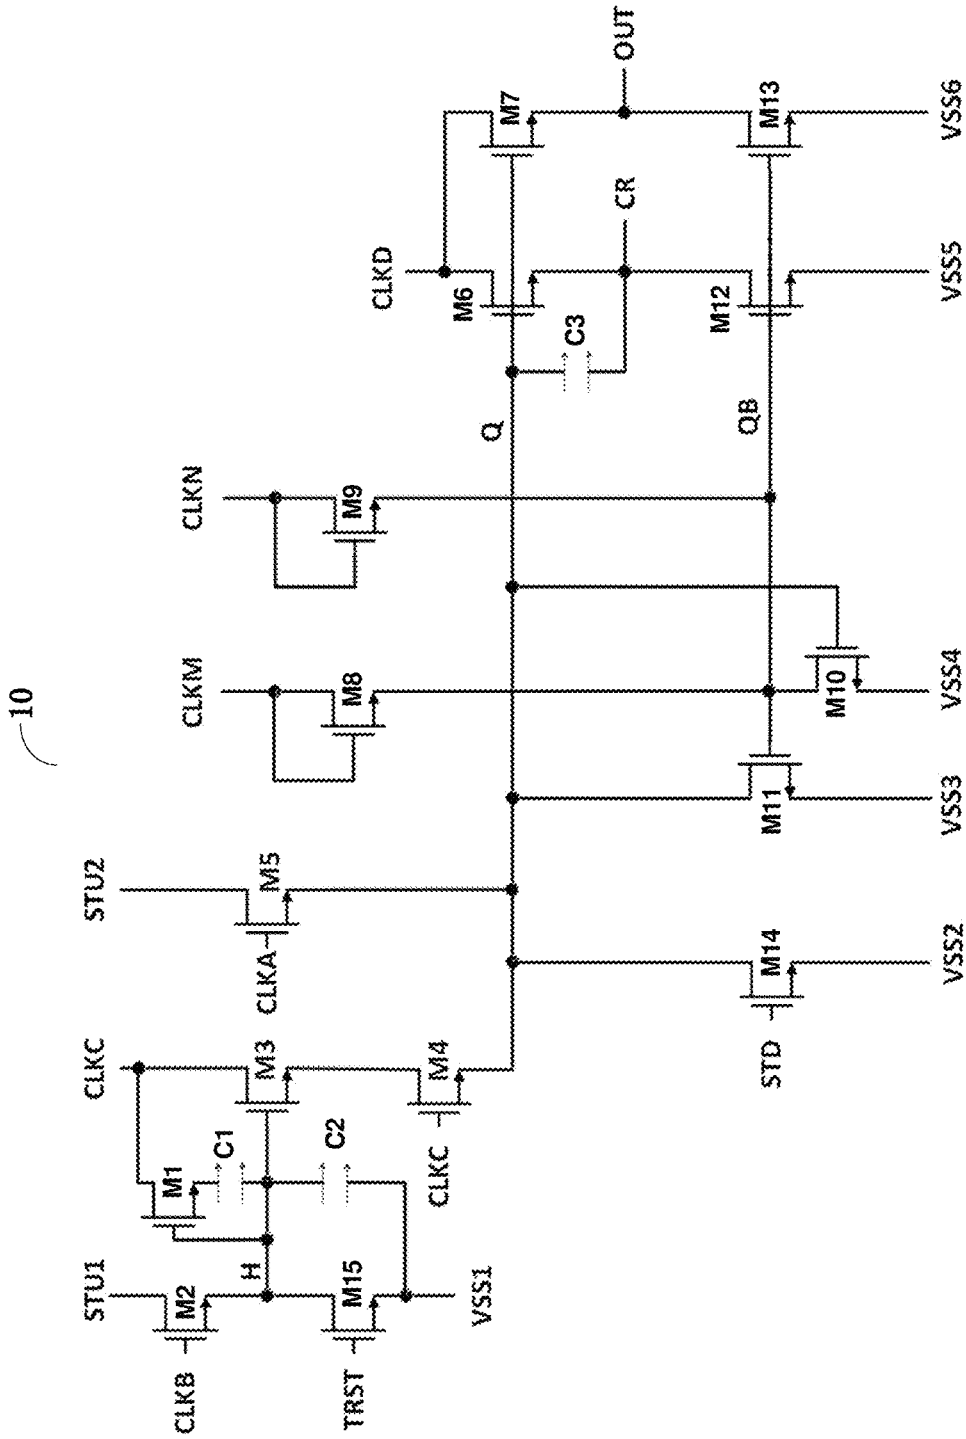 10
STU1
CLKB
M2
H
TRST
M15
VSS1
M1
C1
C2
CLKC
M3
CLKC
M4
STU2
CLKA
M5
STD
M14
VSS2
M11
VSS3
CLKM
M8
M10
VSS4
CLKN
M9
Q
QB
C3
CLKD
M6
CR
M12
VSS5
M7
OUT
M13
VSS6